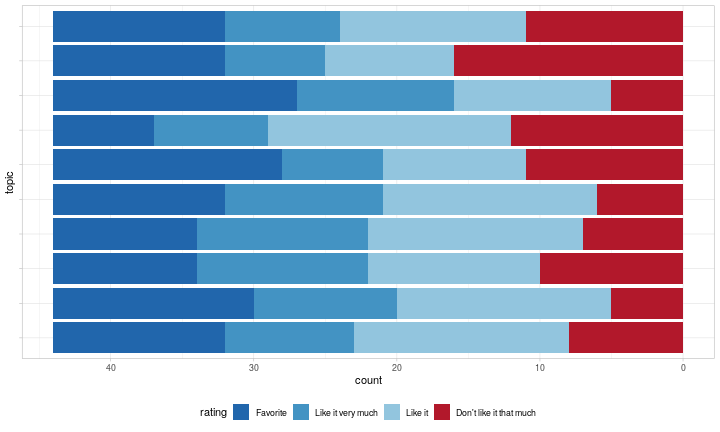 topic
40 30 20 10 0
count
rating Favorite Like it very much Like it Don't like it that much